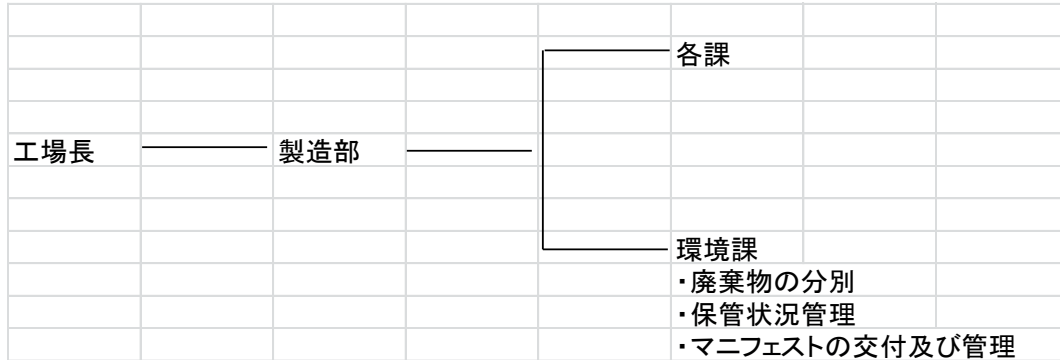 各課
工場長 製造部
環境課
・廃棄物の分別
・保管状況管理
・マニフェストの交付及び管理